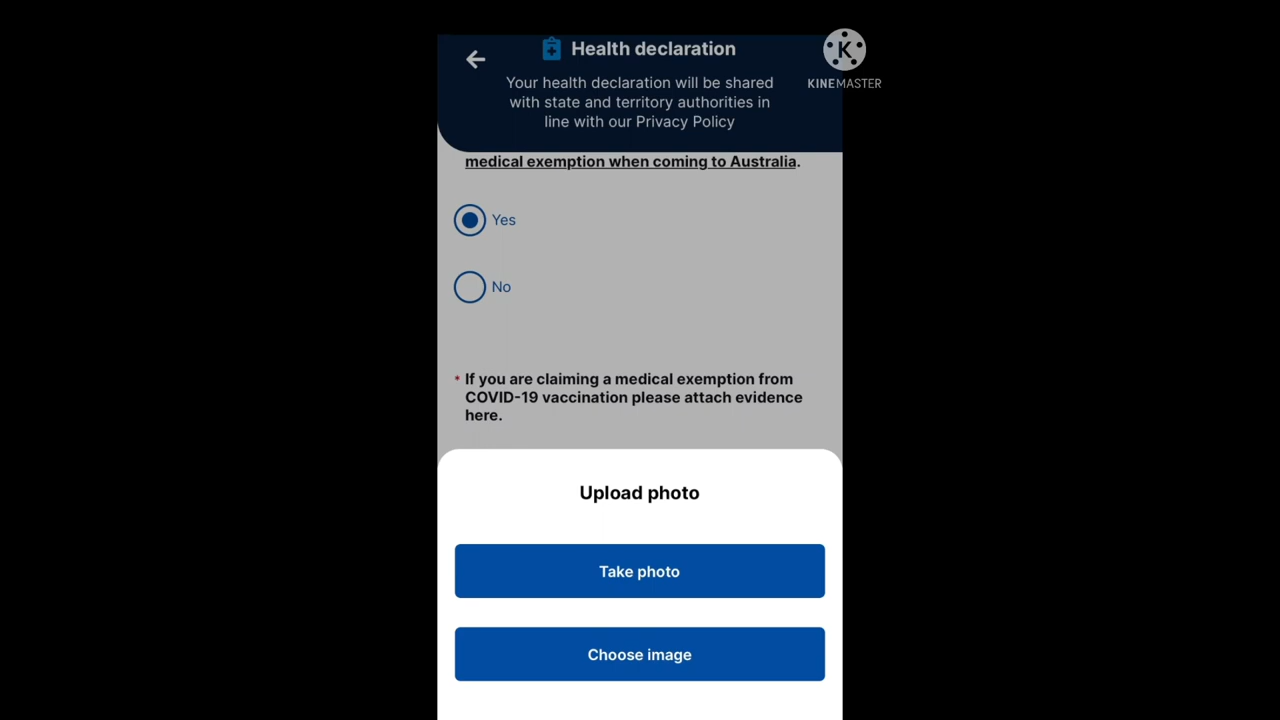 Health declaration
Your health declaration will be shared
with state and territory authorities in
line with our Privacy Policy
K
KINEMASTER
medical exemption when coming to Australia.
Yes
No
* If you are claiming a medical exemption from
COVID-19 vaccination please attach evidence
here.
Upload photo
Take photo
Choose image